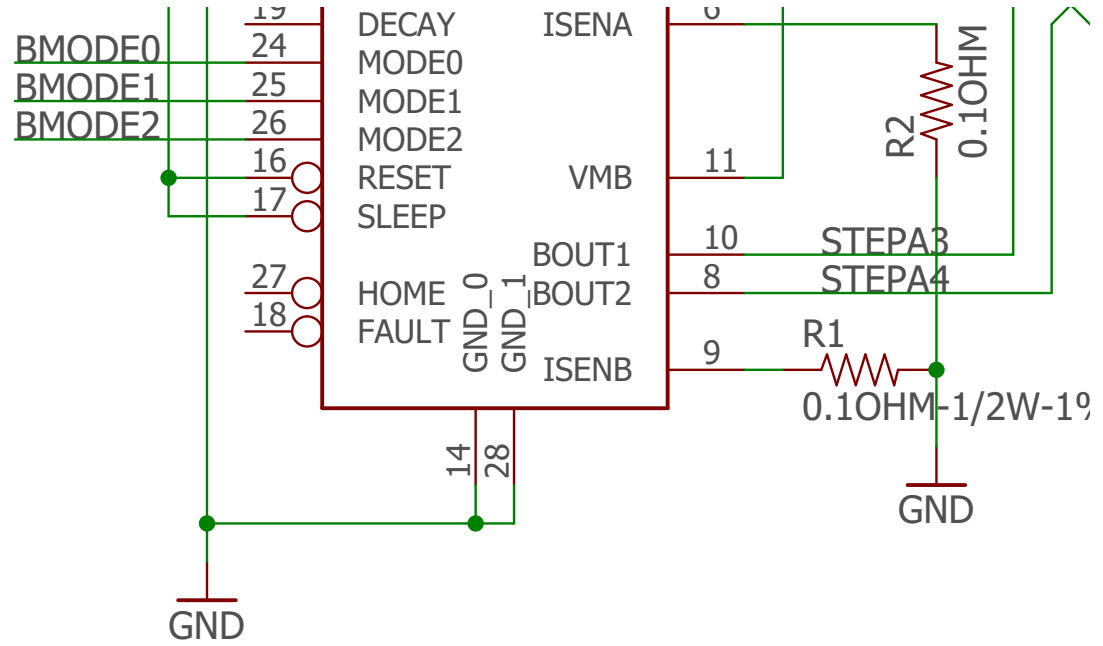 19
DECAY
ISENA
6
BMODE0
24
MODE0
BMODE1
25
MODE1
BMODE2
26
MODE2
R2
0.1OHM
16
RESET
VMB
11
17
SLEEP
BOUT1
10
STEPA3
27
HOME
GND_0
GND_1
BOUT2
8
STEPA4
18
FAULT
ISENB
9
R1
0.1OHM-1/2W-1%
14
28
GND
GND